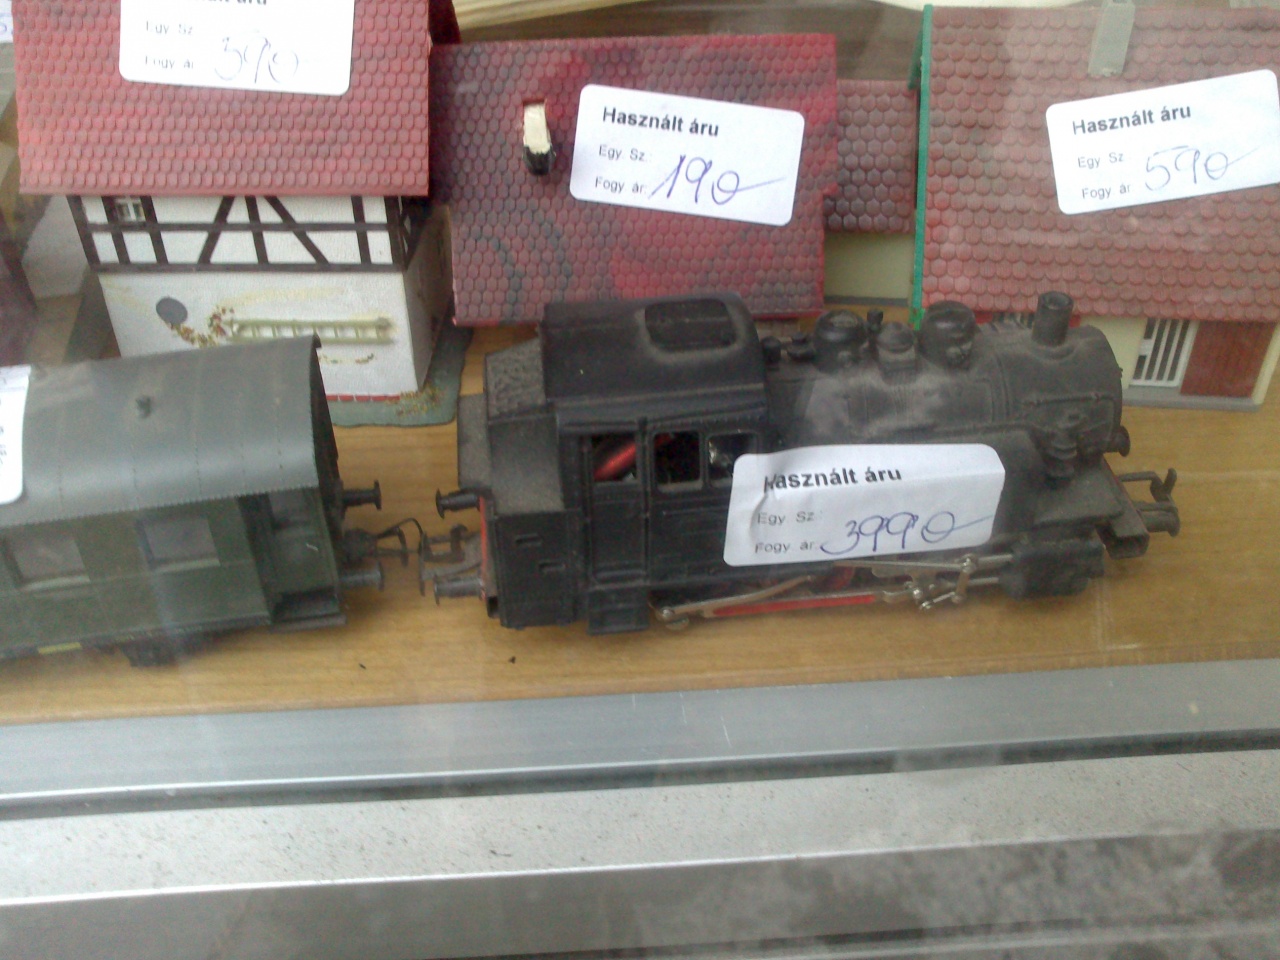 Egy Sz
Fogy ár 390
Használt áru
Egy. Sz.
Fogy. ár: 190
Használt áru
Egy Sz
Fogy ár 590
Használt áru
Egy Sz
Fogy. ár: 3990